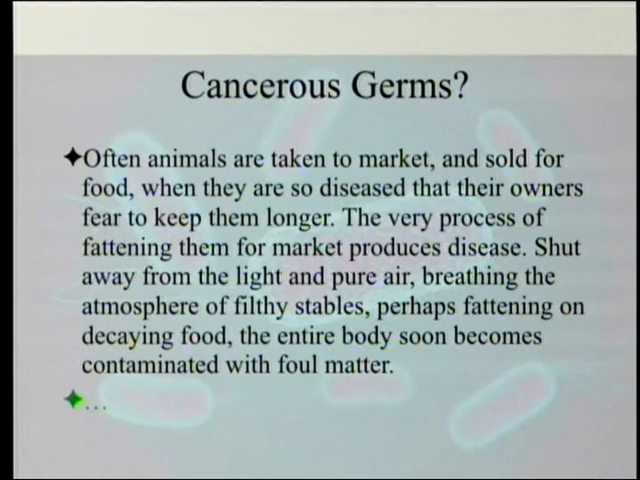 Cancerous Germs?
✦Often animals are taken to market, and sold for
food, when they are so diseased that their owners
fear to keep them longer. The very process of
fattening them for market produces disease. Shut
away from the light and pure air, breathing the
atmosphere of filthy stables, perhaps fattening on
decaying food, the entire body soon becomes
contaminated with foul matter.
✦…